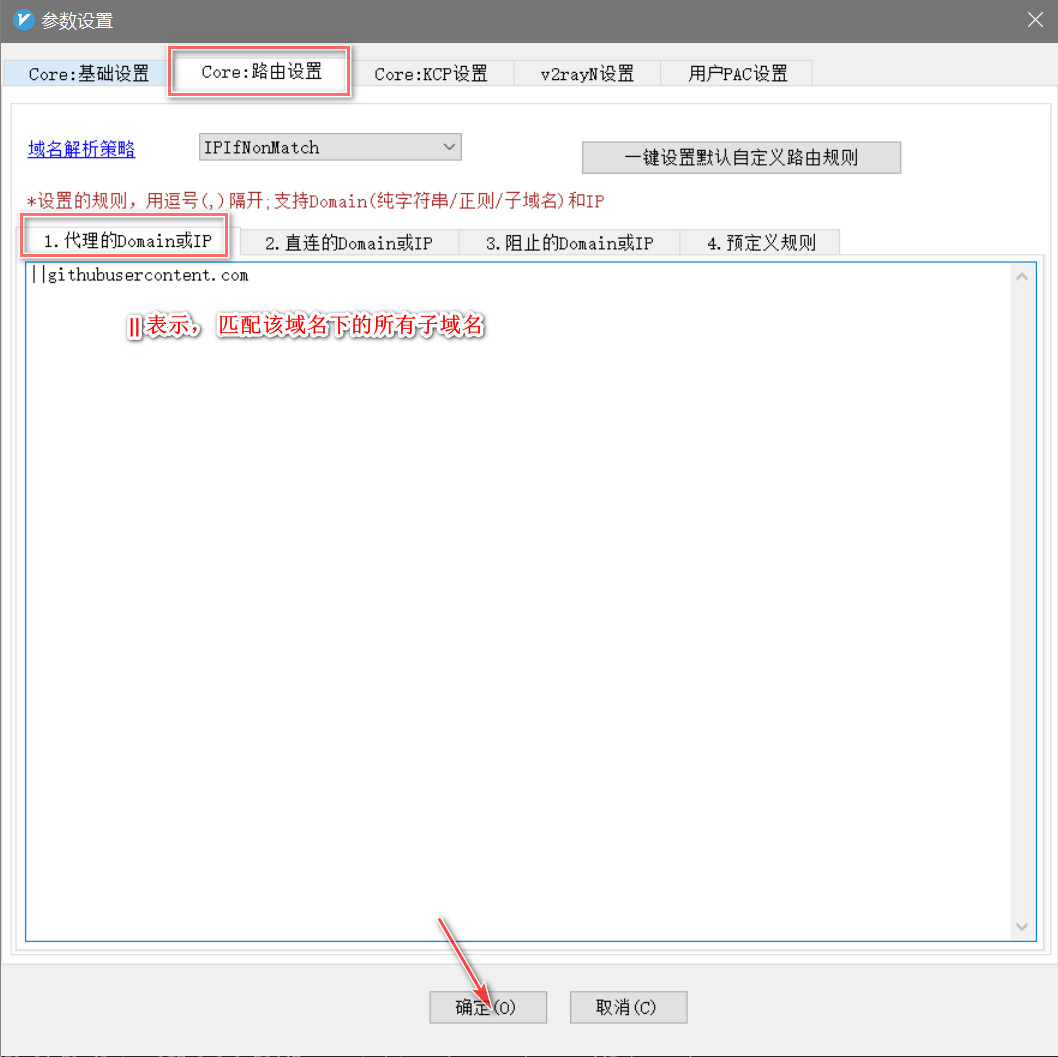 参数设置
Core:基础设置 Core:路由设置 Core:KCP设置 v2rayN设置 用户PAC设置
域名解析策略 IPIfNonMatch 一键设置默认自定义路由规则
*设置的规则，用逗号(,)隔开;支持Domain(纯字符串/正则/子域名)和IP
1.代理的Domain或IP 2.直连的Domain或IP 3.阻止的Domain或IP 4.预定义规则
||githubusercontent.com
||表示，匹配该域名下的所有子域名
确定(O) 取消(C)